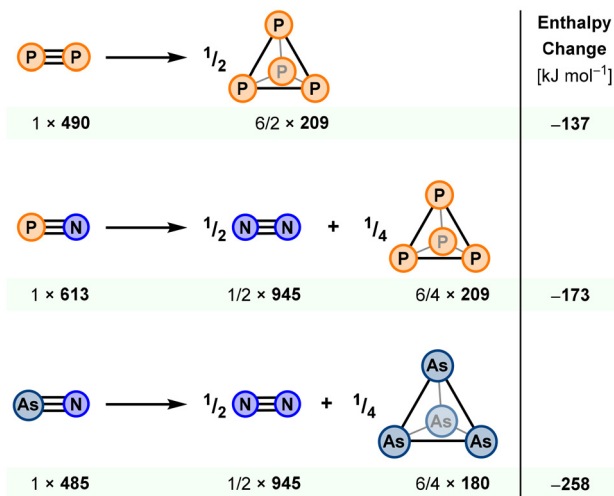 Enthalpy
Change
[kJ mol⁻¹]
P P 1/2 P P P P
1 × 490 6/2 × 209 –137
P N 1/2 N N + 1/4 P P P P
1 × 613 1/2 × 945 6/4 × 209 –173
As N 1/2 N N + 1/4 As As As As
1 × 485 1/2 × 945 6/4 × 180 –258